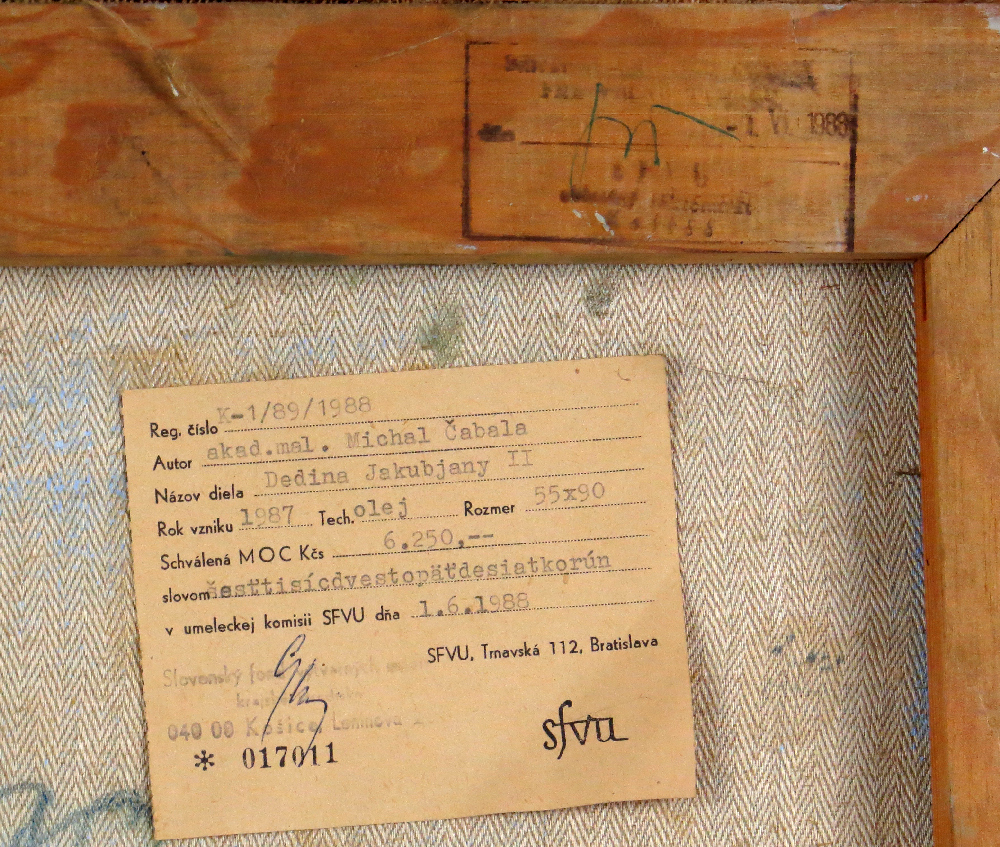 - 1. VI. 1988
Reg. číslo K-1/89/1988
Autor akad.mal. Michal Čabala
Názov diela Dedina Jakubjany II
Rok vzniku 1987 Tech. olej Rozmer 55x90
Schválená MOC Kčs 6.250,--
slovom šesťtisícdvestopäťdesiatkorún
v umeleckej komisii SFVU dňa 1.6.1988
SFVU, Trnavská 112, Bratislava
Slovenský
040 00 Košice, Leninova
* 017011
sfvu